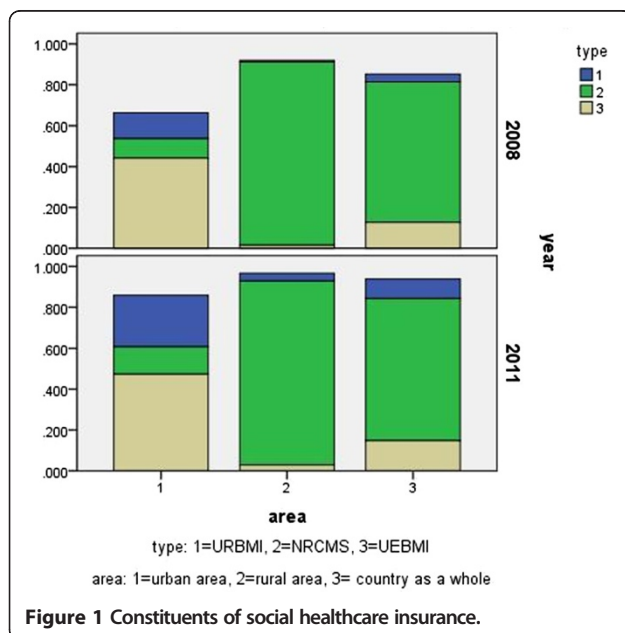 type
1
2
3
1.000
.800
.600
.400
.200
.000
2008
1.000
.800
.600
.400
.200
.000
2011
year
1 2 3
area
type: 1=URBMI, 2=NRCMS, 3=UEBMI
area: 1=urban area, 2=rural area, 3= country as a whole
Figure 1 Constituents of social healthcare insurance.